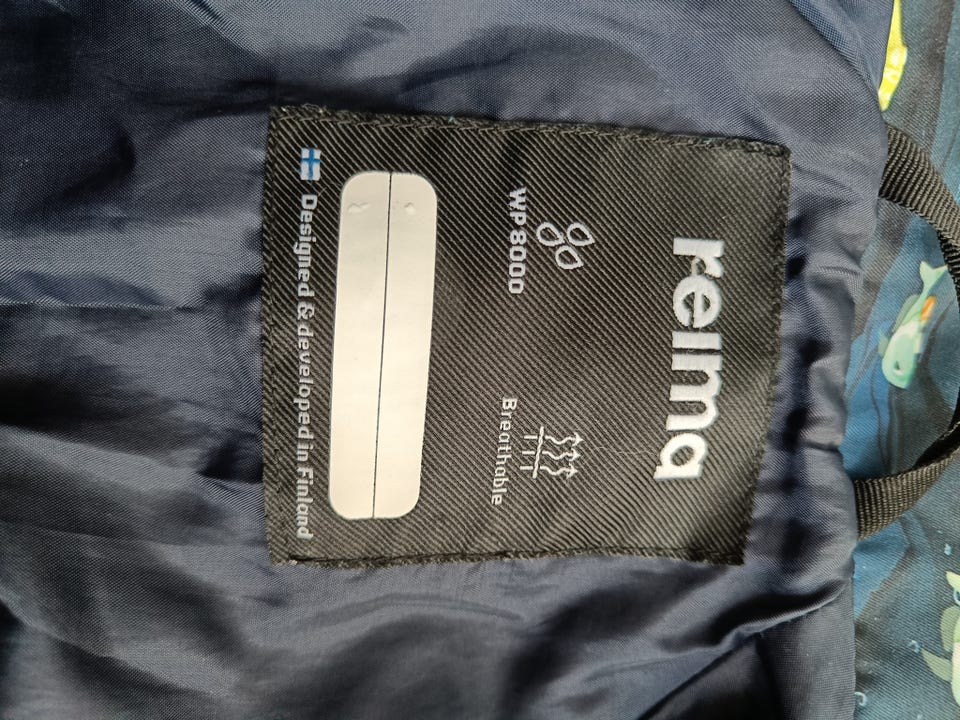 reima
WP 8000
Breathable
Designed & developed in Finland